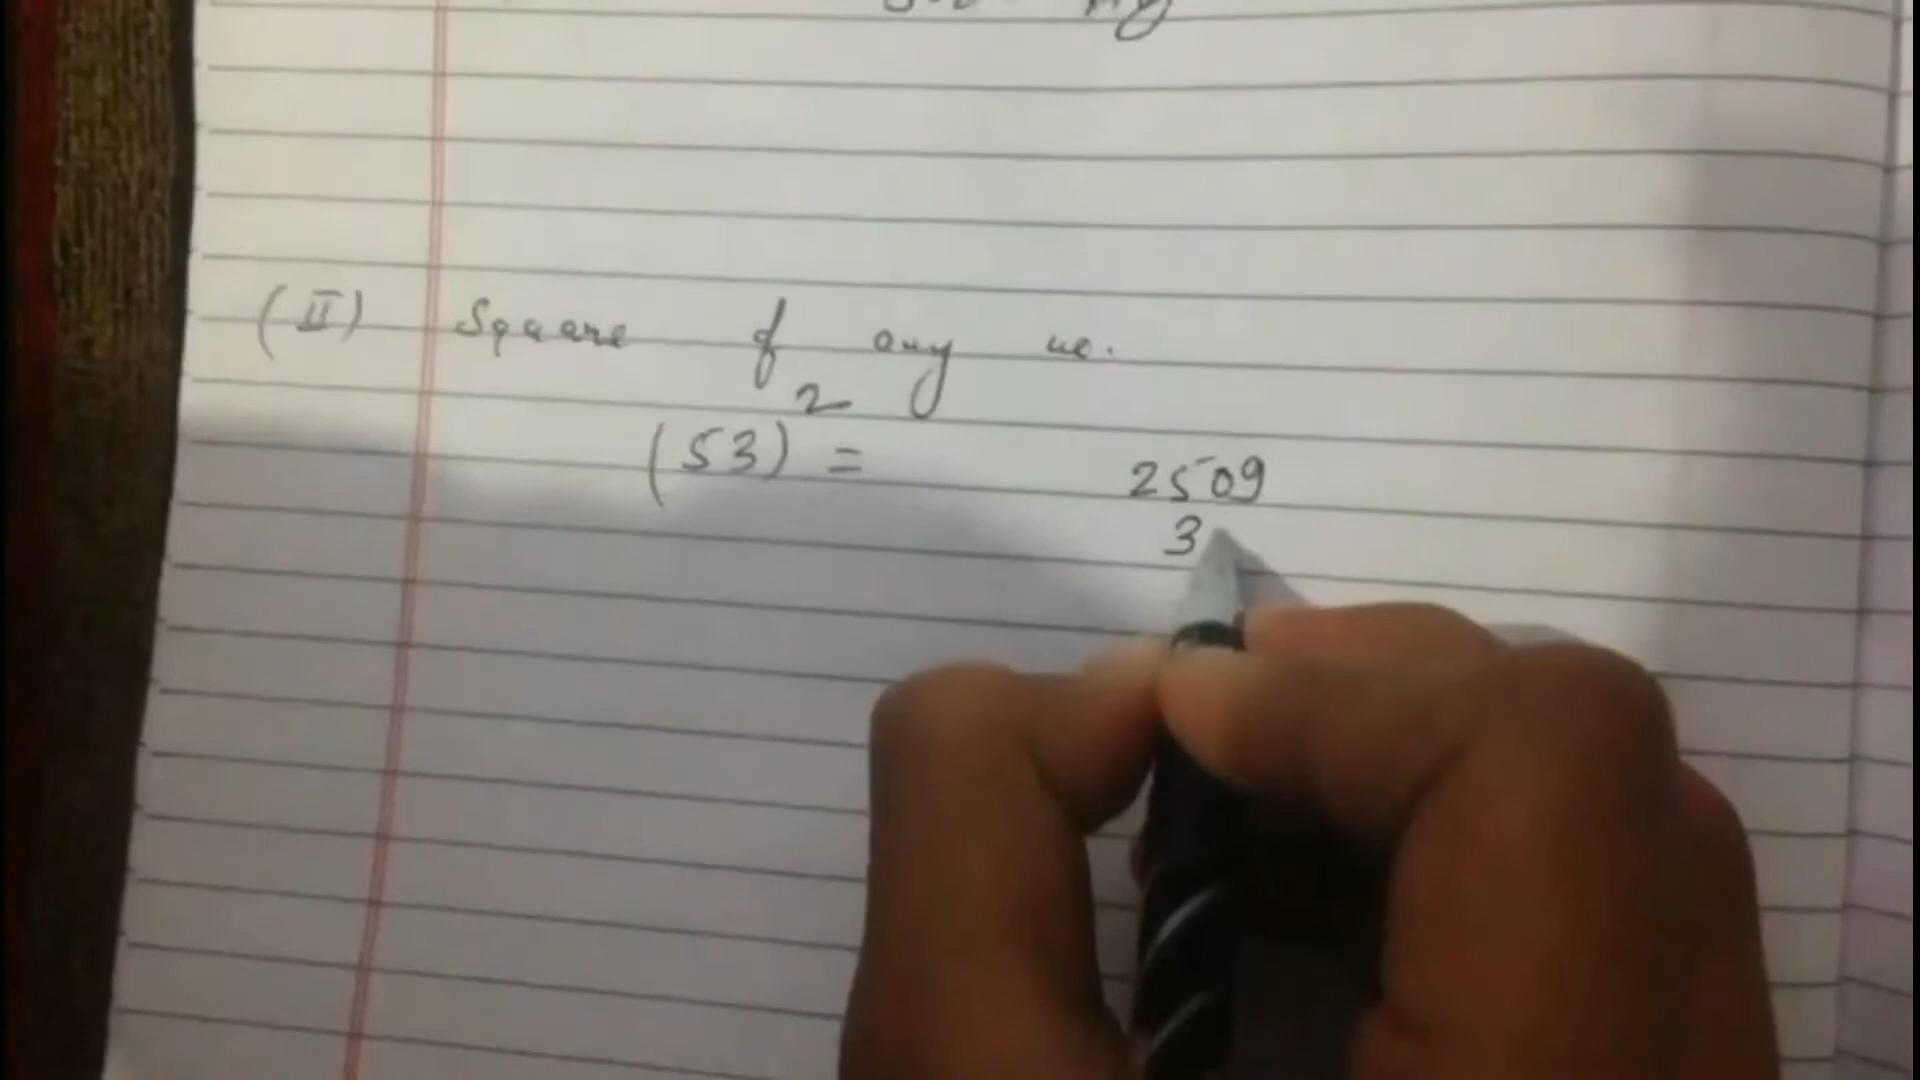 (II) Square of any no.
(53)² =
2509
3